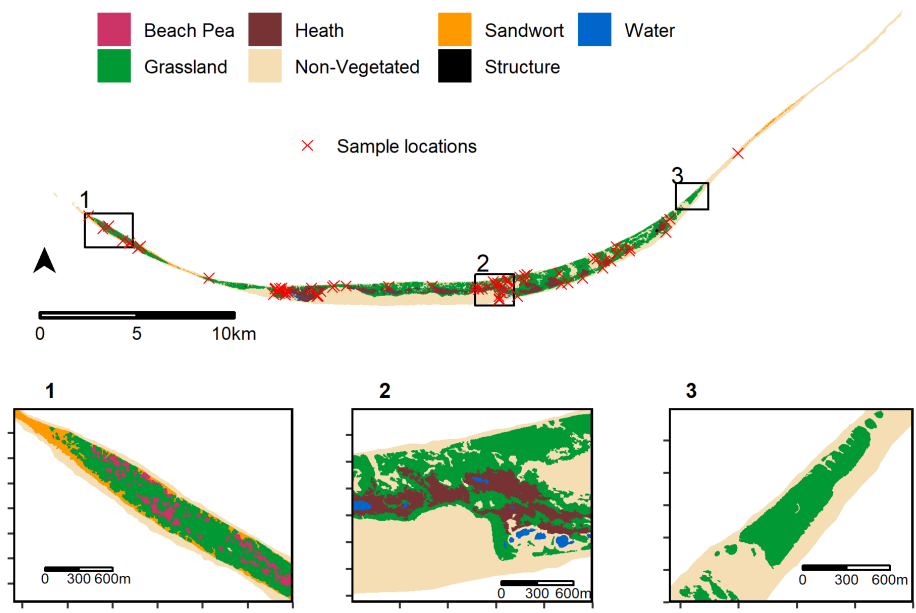 Beach Pea Heath Sandwort Water
Grassland Non-Vegetated Structure
Sample locations
1
3
2
0 5 10km
1 2 3
0 300 600m
0 300 600m
0 300 600m